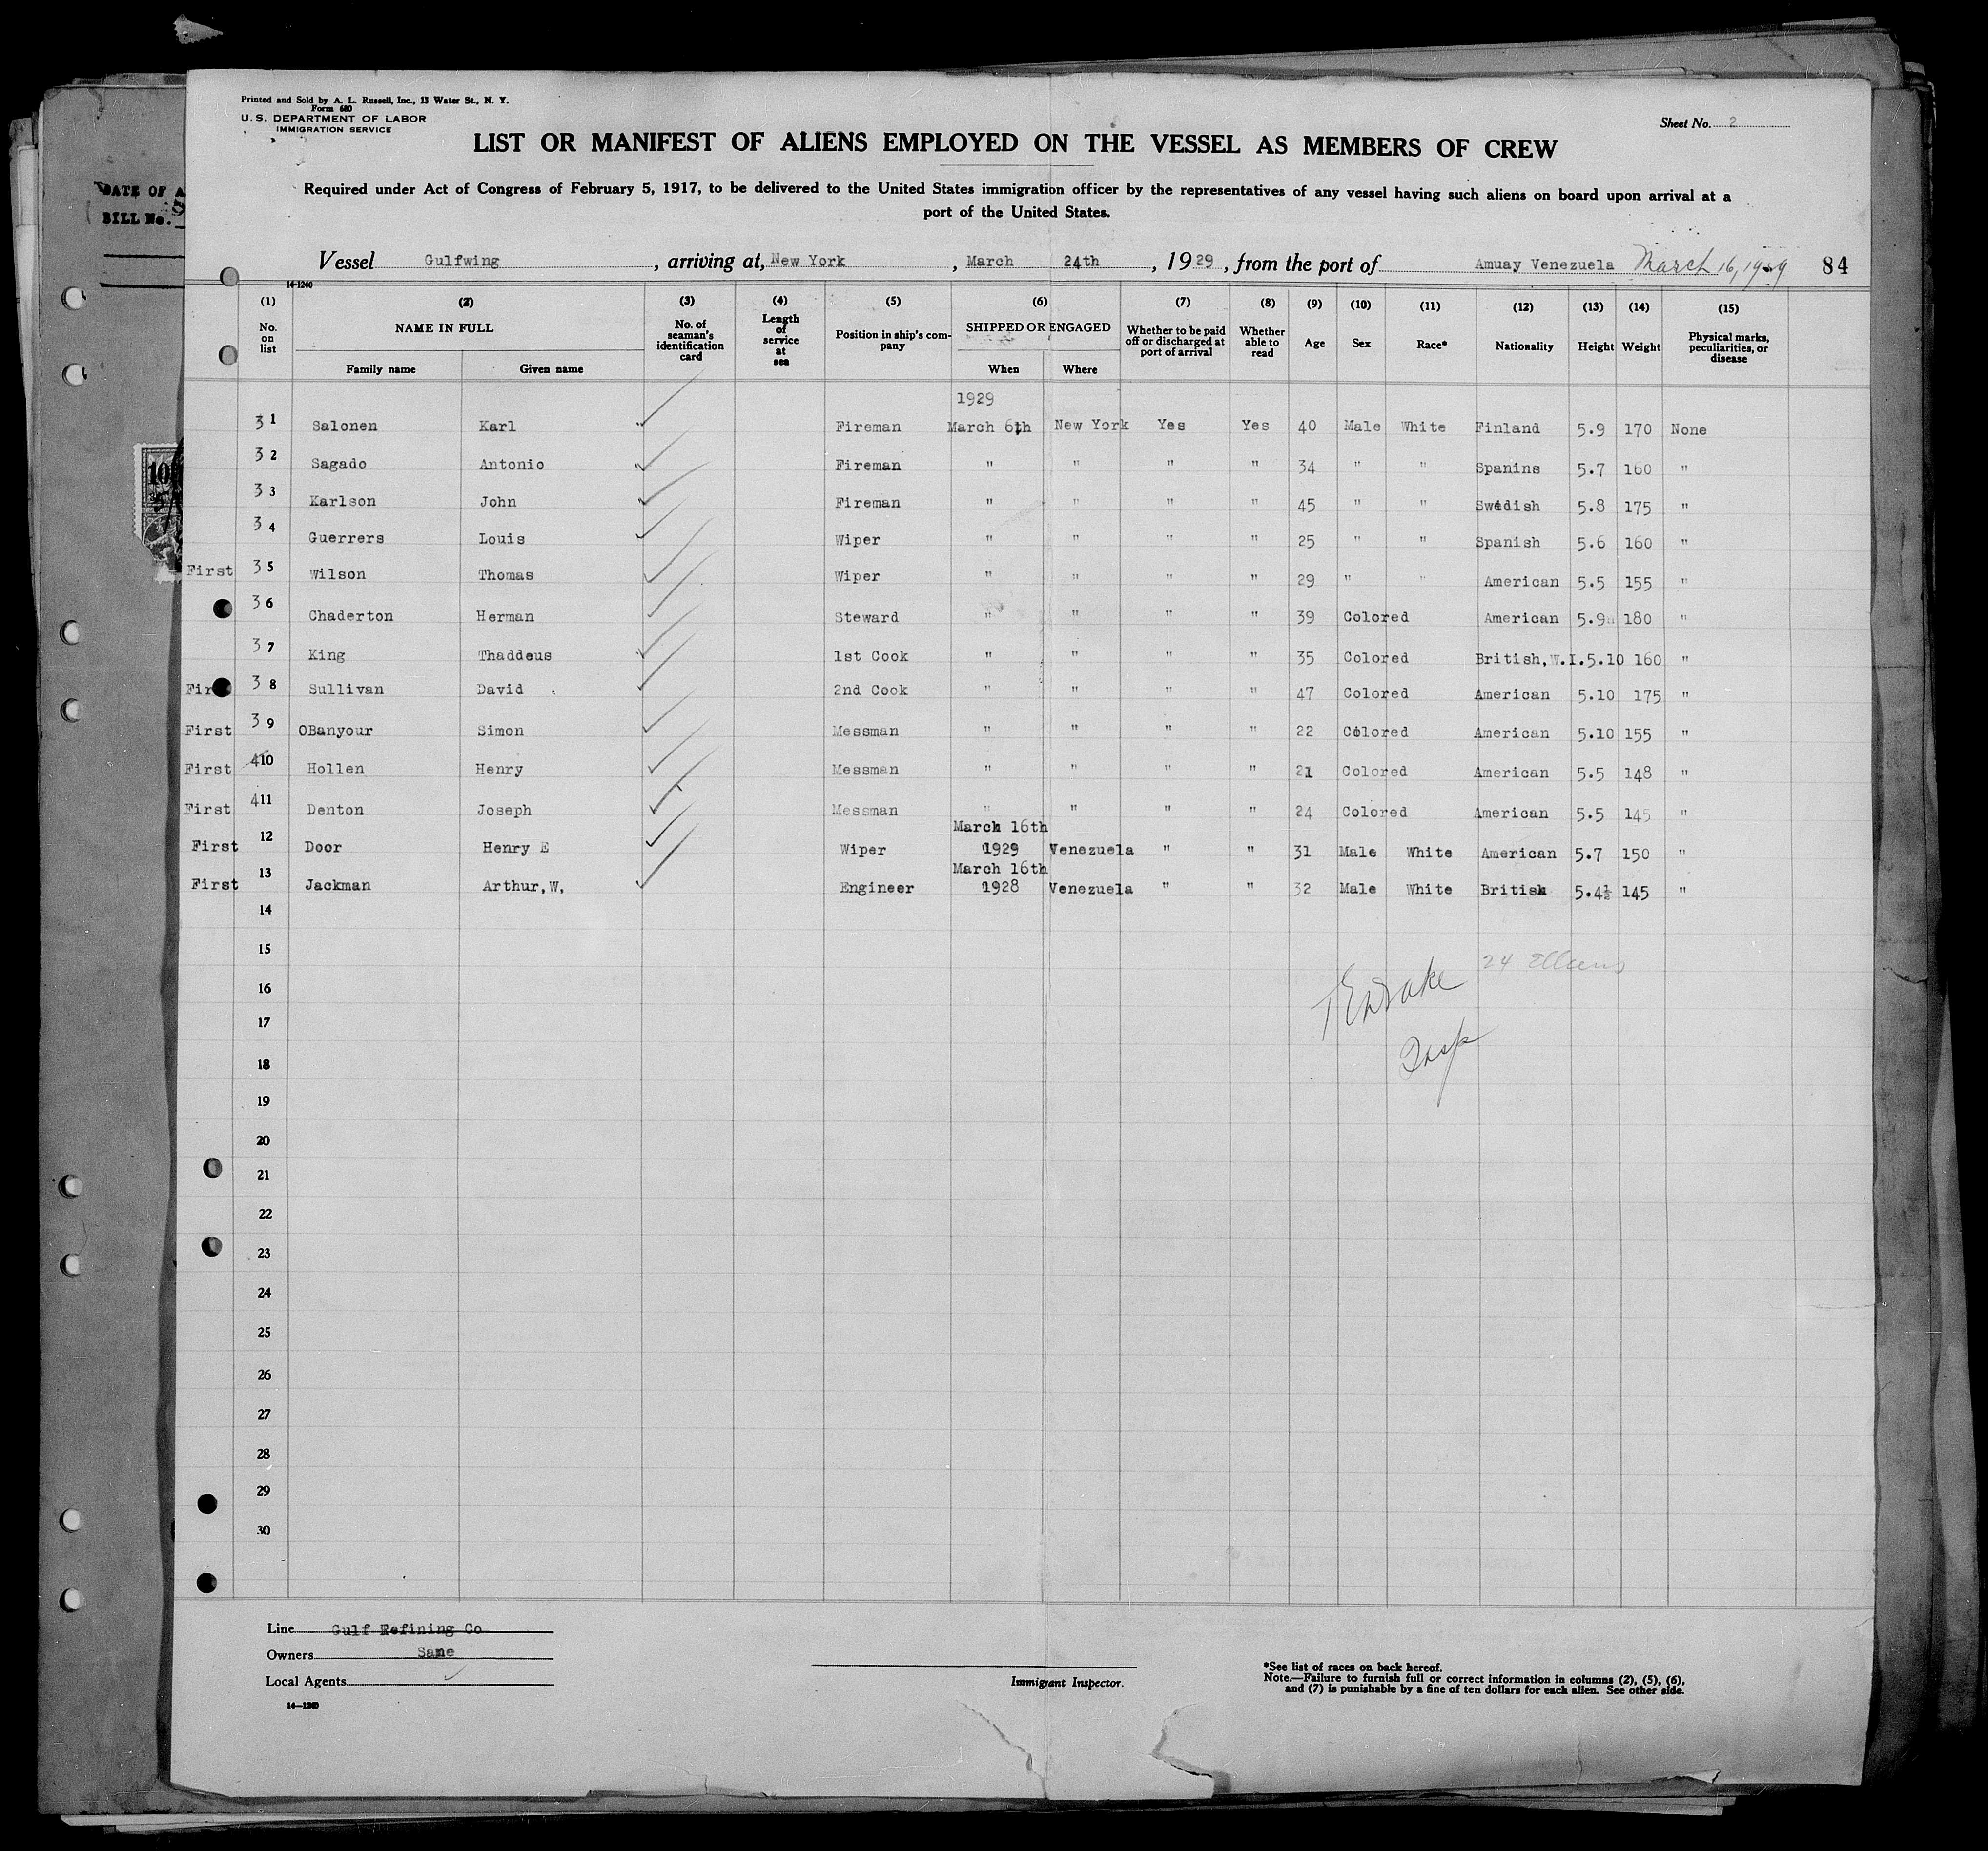 Printed and Sold by A. L. Russell, Inc., 13 Water St., N. Y.
Form 680
U. S. DEPARTMENT OF LABOR
IMMIGRATION SERVICE
Sheet No. 2
LIST OR MANIFEST OF ALIENS EMPLOYED ON THE VESSEL AS MEMBERS OF CREW
Required under Act of Congress of February 5, 1917, to be delivered to the United States immigration officer by the representatives of any vessel having such aliens on board upon arrival at a
port of the United States.
DATE OF A
BILL No.
Vessel Gulfwing, arriving at, New York, March 24th, 1929, from the port of Amuay Venezuela March 16, 1929 84
14-1240
(1) (2) (3) (4) (5) (6) (7) (8) (9) (10) (11) (12) (13) (14) (15)
No. on list NAME IN FULL Family name Given name No. of seaman's identification card Length of service at sea Position in ship's company SHIPPED OR ENGAGED When Where Whether to be paid off or discharged at port of arrival Whether able to read Age Sex Race* Nationality Height Weight Physical marks, peculiarities, or disease
1929
31 Salonen Karl Fireman March 6th New York Yes Yes 40 Male White Finland 5.9 170 None
32 Sagado Antonio Fireman " " " " 34 " " Spanins 5.7 160 "
33 Karlson John Fireman " " " " 45 " " Swedish 5.8 175 "
34 Guerrers Louis Wiper " " " " 25 " " Spanish 5.6 160 "
First 35 Wilson Thomas Wiper " " " " 29 " " American 5.5 155 "
36 Chaderton Herman Steward " " " " 39 Colored American 5.9 180 "
37 King Thaddeus 1st Cook " " " " 35 Colored British,W.I. 5.10 160 "
First 38 Sullivan David 2nd Cook " " " " 47 Colored American 5.10 175 "
First 39 OBanyour Simon Messman " " " " 22 Colored American 5.10 155 "
First 410 Hollen Henry Messman " " " " 21 Colored American 5.5 148 "
First 411 Denton Joseph Messman " " " " 24 Colored American 5.5 145 "
March 16th
First 12 Door Henry E Wiper 1929 Venezuela " " 31 Male White American 5.7 150 "
March 16th
First 13 Jackman Arthur,W, Engineer 1928 Venezuela " " 32 Male White British 5.4½ 145 "
14
15
24 Aliens
16
T E Drake
17
18
Insp
19
20
21
22
23
24
25
26
27
28
29
30
Line Gulf Refining Co
Owners Same
Local Agents
14-1240
Immigrant Inspector.
*See list of races on back hereof.
Note.—Failure to furnish full or correct information in columns (2), (5), (6),
and (7) is punishable by a fine of ten dollars for each alien. See other side.